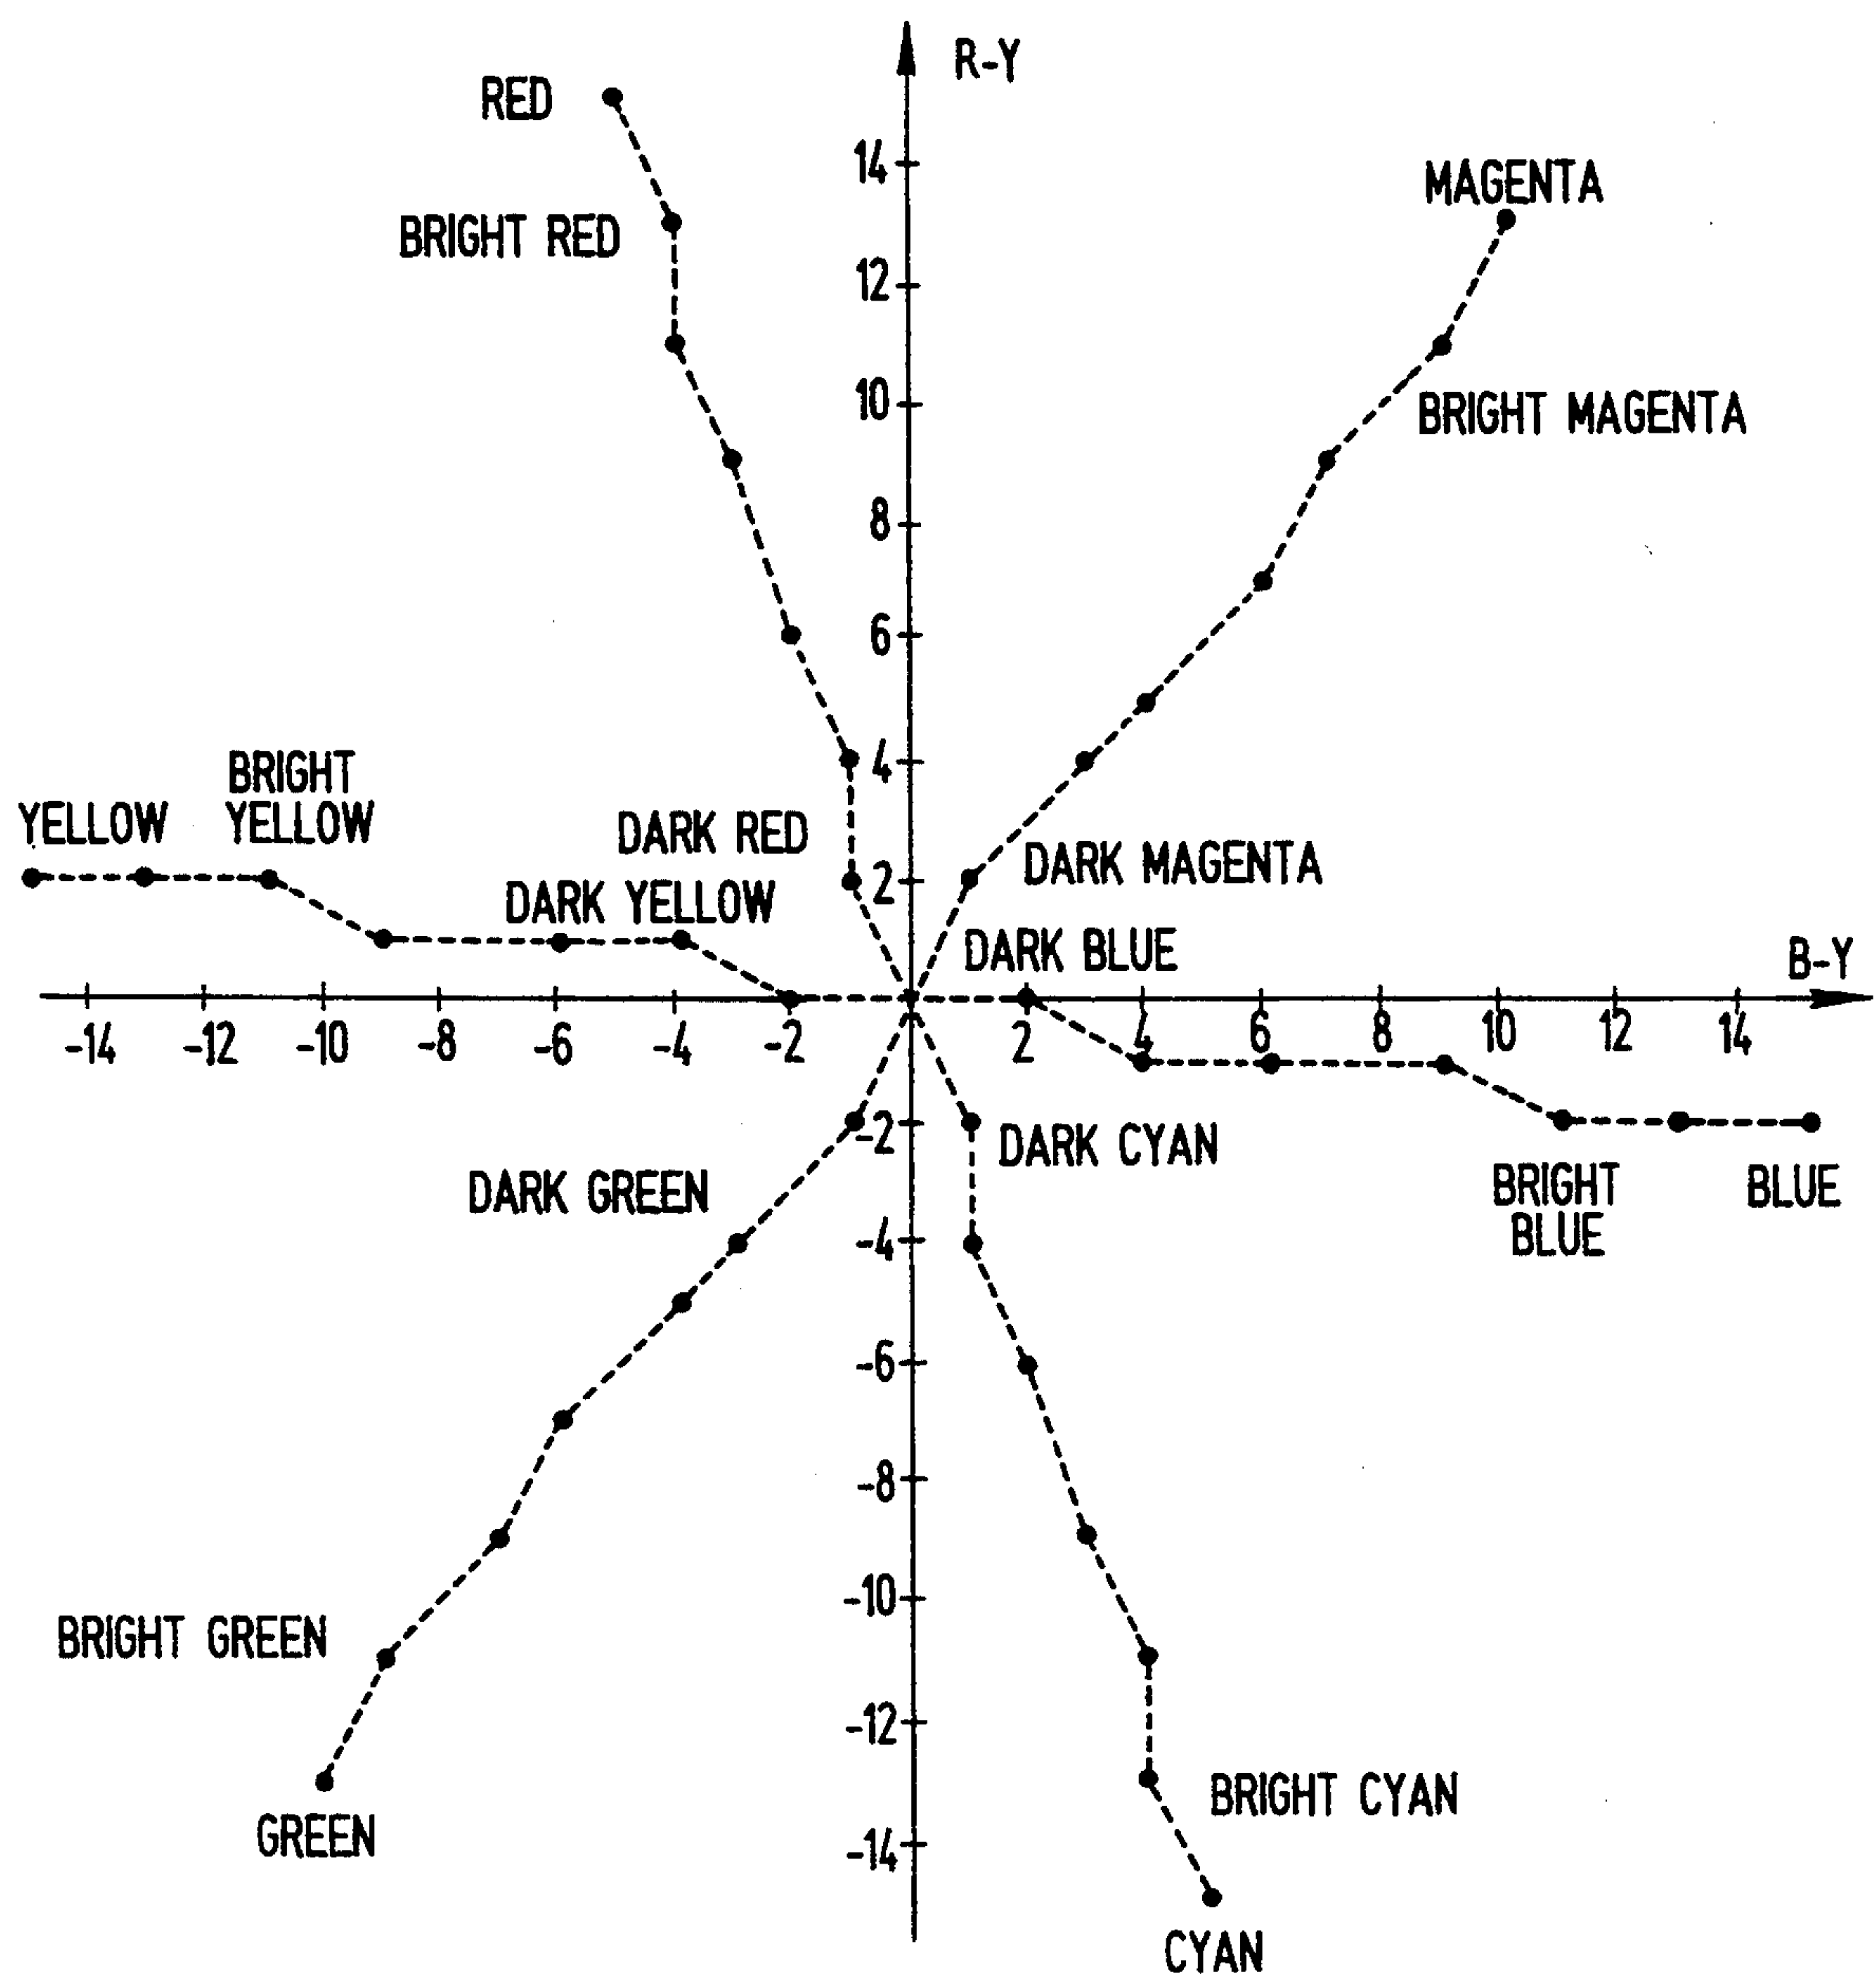 R-Y
RED
14
MAGENTA
BRIGHT RED
12
10
BRIGHT MAGENTA
8
6
4
BRIGHT
YELLOW
YELLOW
DARK RED
DARK MAGENTA
2
DARK YELLOW
DARK BLUE
B-Y
-14 -12 -10 -8 -6 -4 -2 2 4 6 8 10 12 14
-2
DARK CYAN
DARK GREEN
BRIGHT
BLUE
BLUE
-4
-6
-8
-10
BRIGHT GREEN
-12
BRIGHT CYAN
GREEN
-14
CYAN